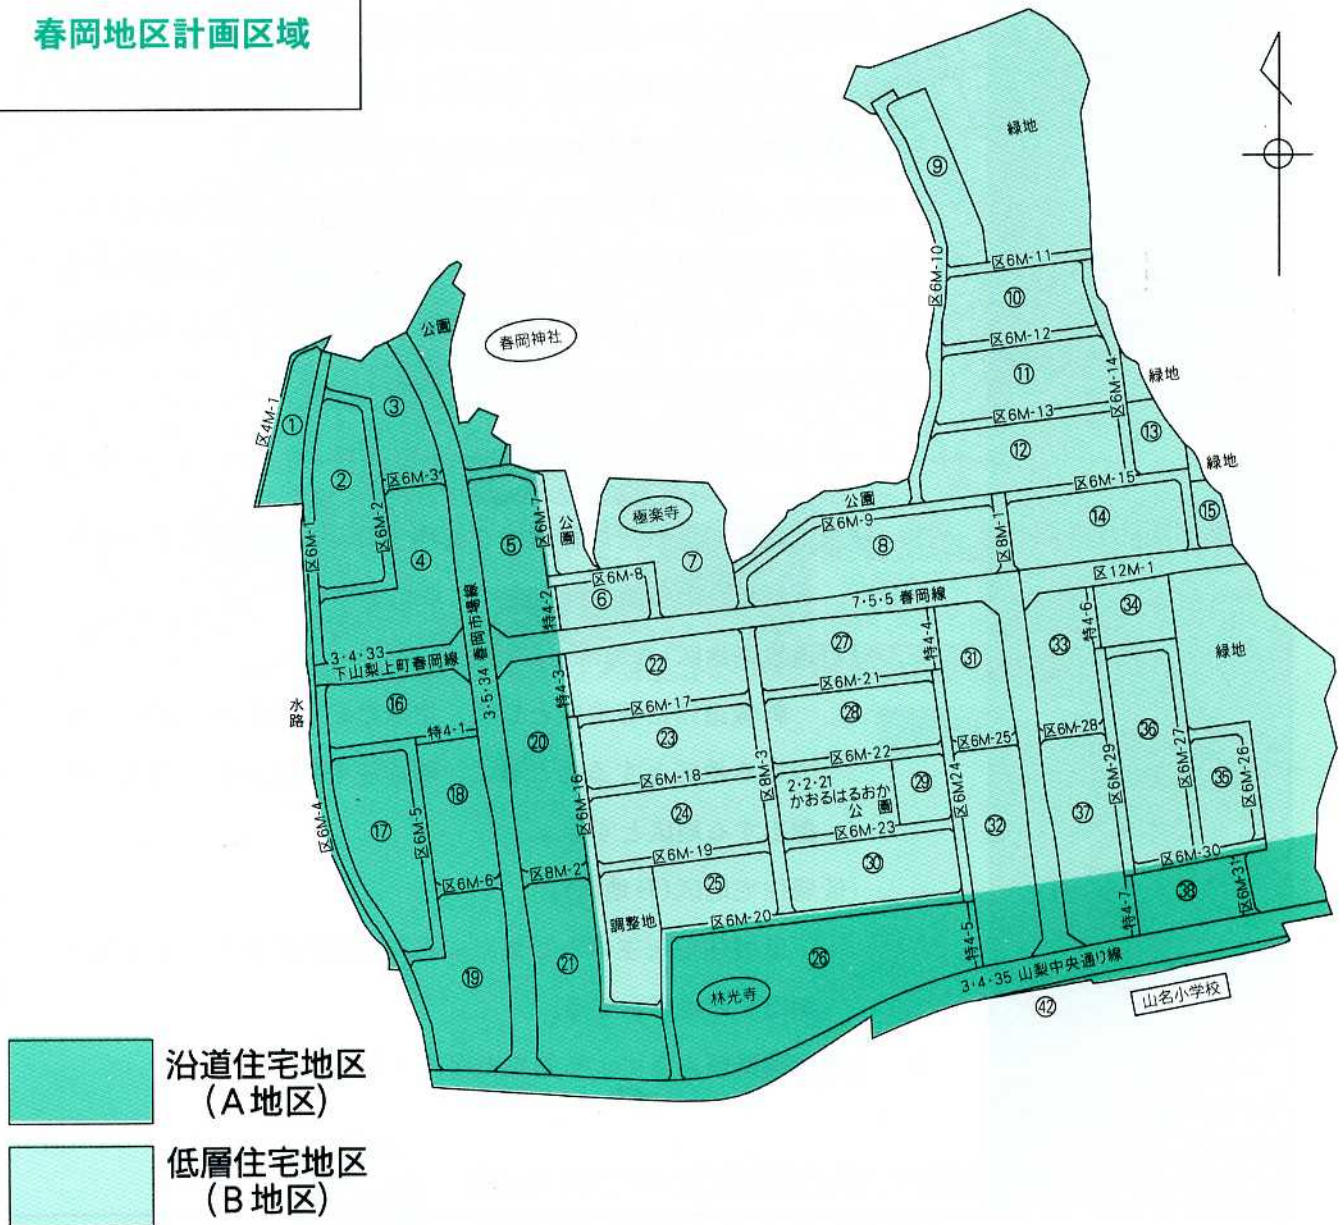 春岡地区計画区域
緑地
⑨
区6M-10
区6M-11
⑩
公園
春岡神社
区6M-12
区4M-1
①
③
⑪
区6M-14
緑地
区6M-13
⑬
②
区6M-3
⑫
緑地
区6M-15
区6M-1
区6M-2
④
⑤
区6M-7
公園
極楽寺
⑦
公園
区6M-9
⑧
区8M-1
⑭
⑮
区6M-8
⑥
特4-2
区12M-1
7・5・5 春岡線
特4-6
㉞
3・4・33
下山梨上町春岡線
3・5・34 春岡市場線
特4-3
㉒
㉗
特4-4
㉛
㉝
緑地
水路
⑯
区6M-17
区6M-21
特4-1
⑳
㉓
㉘
区6M-25
区6M-28
㊱
区6M-18
区8M-3
区6M-22
区6M-29
区6M-27
㉟
区6M-26
区6M-4
⑰
区6M-5
⑱
区6M-16
㉔
2・2・21
かおるはるおか
公園
㉙
区6M24
㉜
㊲
区6M-23
区6M-6
区8M-2
区6M-19
㉕
㉚
区6M-30
調整地
区6M-20
特4-7
㊳
区6M-31
⑲
㉑
㉖
特4-5
林光寺
3・4・35 山梨中央通り線
山名小学校
㊷
沿道住宅地区
(A地区)
低層住宅地区
(B地区)